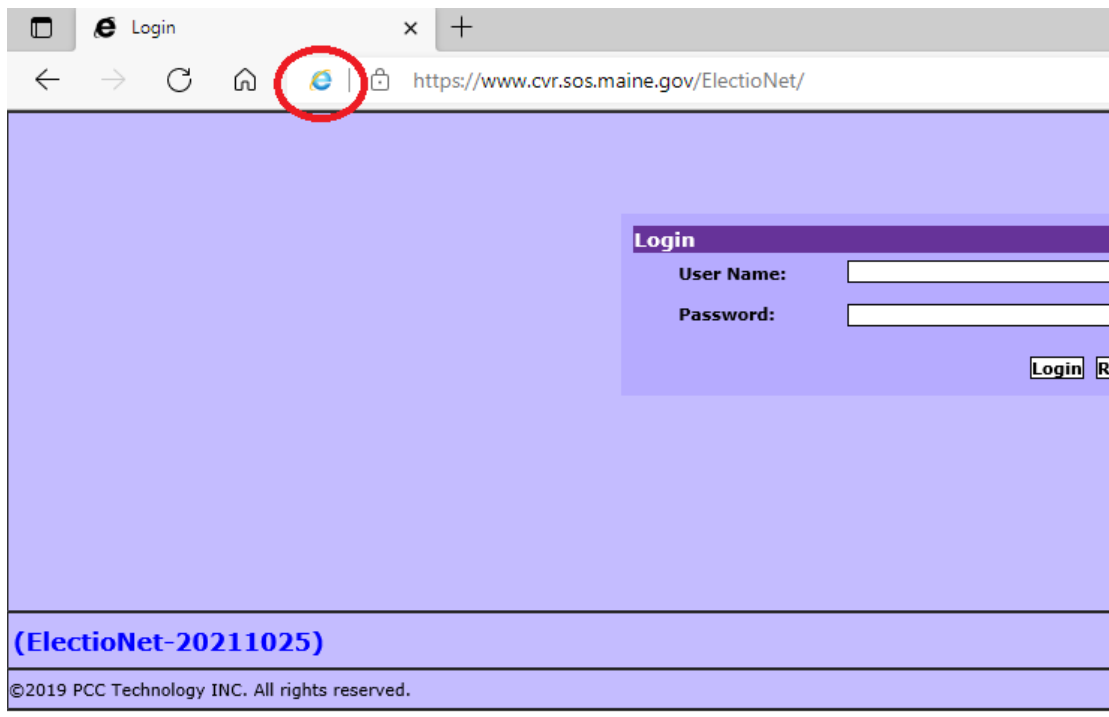 Login
https://www.cvr.sos.maine.gov/ElectioNet/
Login
User Name:
Password:
Login R
(ElectioNet-20211025)
©2019 PCC Technology INC. All rights reserved.